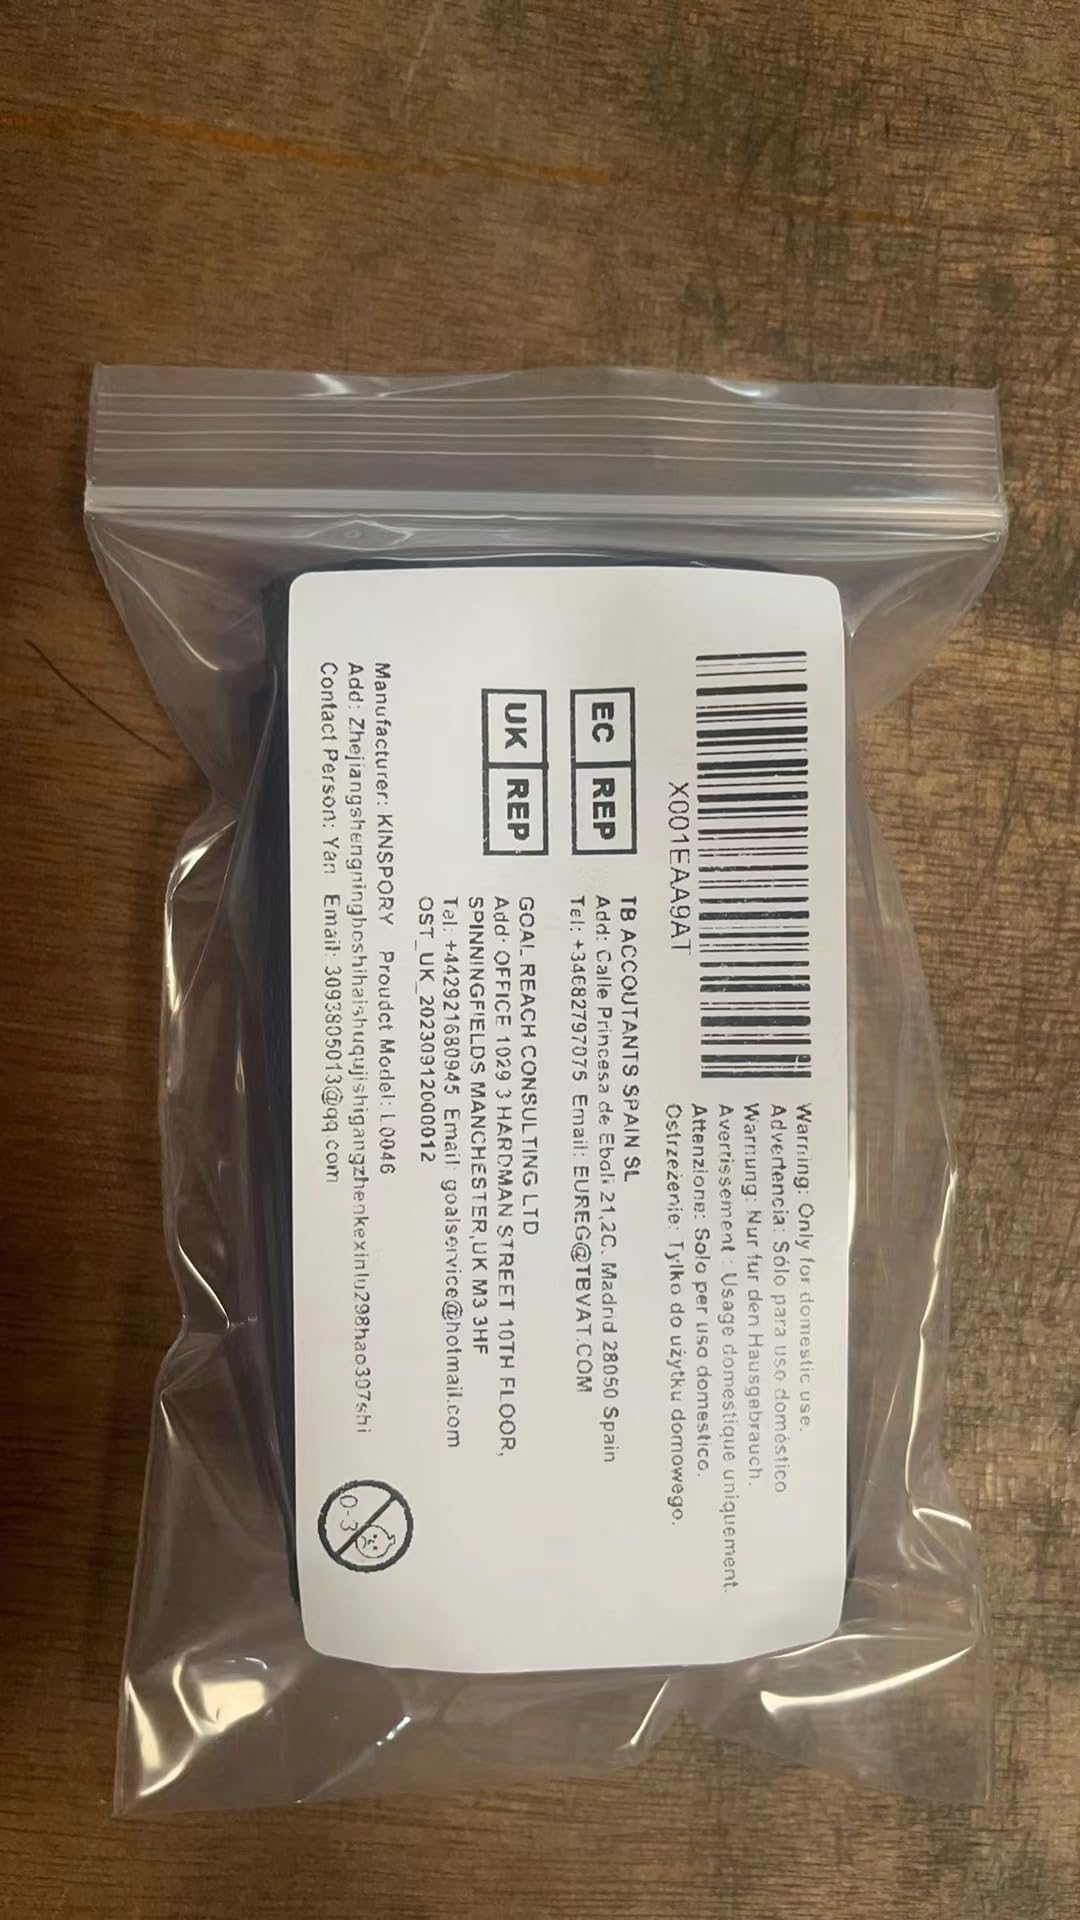 X001EAA9AT
Warning: Only for domestic use.
Advertencia: Sólo para uso doméstico
Warnung: Nur für den Hausgebrauch.
Avertissement : Usage domestique uniquement.
Attenzione: Solo per uso domestico.
Ostrzeżenie: Tylko do użytku domowego.
EC REP
TB ACCOUTANTS SPAIN SL
Add: Calle Princesa de Eboli 21,2C. Madrid 28050 Spain
Tel: +34682797075 Email: EUREG@TBVAT.COM
UK REP
GOAL REACH CONSULTING LTD
Add: OFFICE 1029 3 HARDMAN STREET 10TH FLOOR,
SPINNINGFIELDS MANCHESTER,UK M3 3HF
Tel: +442921680945 Email: goalservice@hotmail.com
OST_UK_20230912000012
Manufacturer: KINSPORY Proudct Model: L0046
Add: Zhejiangshengningboshihaishuqujishigangzhenkexinlu298hao307shi
Contact Person: Yan Email: 3093805013@qq.com
0-3